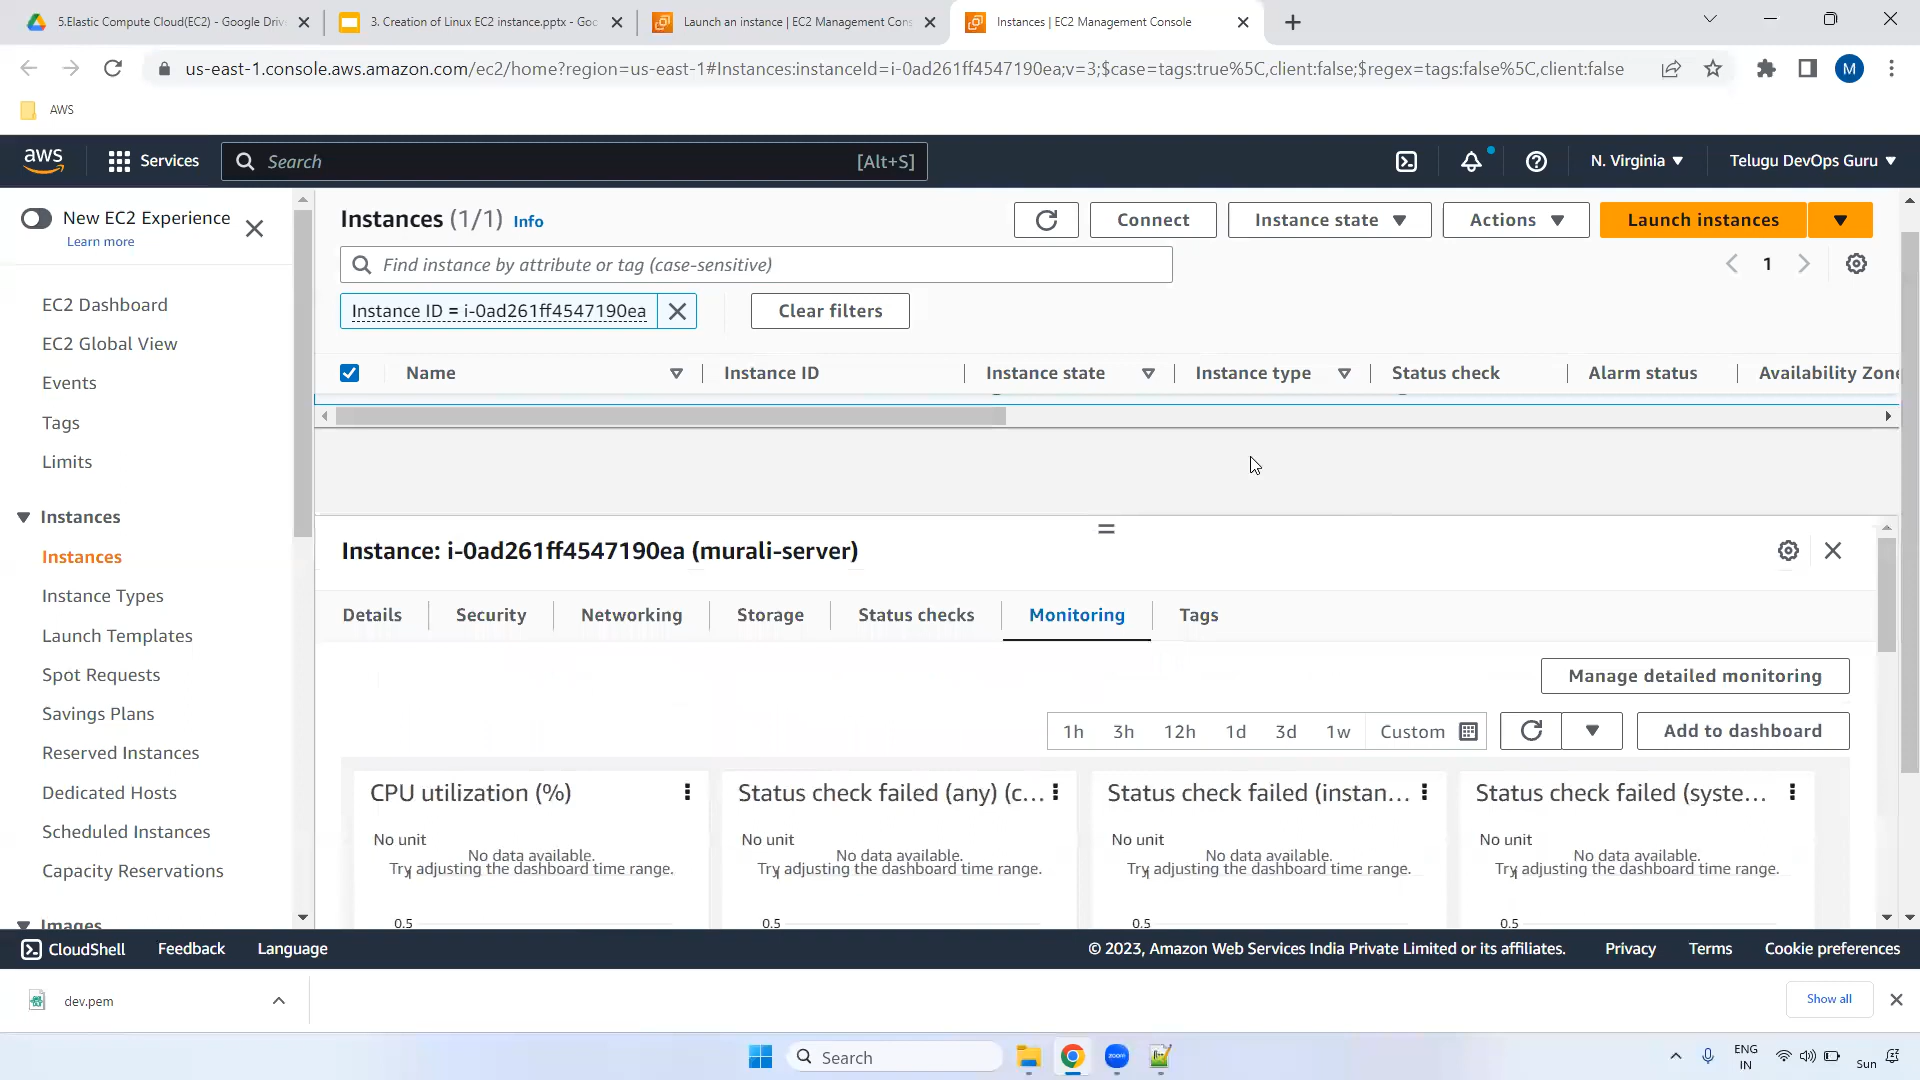 5.Elastic Compute Cloud(EC2) - Google Driv
3. Creation of Linux EC2 instance.pptx - Goo
Launch an instance | EC2 Management Cons
Instances | EC2 Management Console
us-east-1.console.aws.amazon.com/ec2/home?region=us-east-1#Instances:instanceId=i-0ad261ff4547190ea;v=3;$case=tags:true%5C,client:false;$regex=tags:false%5C,client:false
M
AWS
aws
Services
Search
[Alt+S]
N. Virginia
Telugu DevOps Guru
New EC2 Experience
Learn more
EC2 Dashboard
EC2 Global View
Events
Tags
Limits
Instances
Instances
Instance Types
Launch Templates
Spot Requests
Savings Plans
Reserved Instances
Dedicated Hosts
Scheduled Instances
Capacity Reservations
Images
Instances (1/1) Info
Connect
Instance state
Actions
Launch instances
Find instance by attribute or tag (case-sensitive)
1
Instance ID = i-0ad261ff4547190ea
Clear filters
Name
Instance ID
Instance state
Instance type
Status check
Alarm status
Availability Zone
Instance: i-0ad261ff4547190ea (murali-server)
Details
Security
Networking
Storage
Status checks
Monitoring
Tags
Manage detailed monitoring
1h
3h
12h
1d
3d
1w
Custom
Add to dashboard
CPU utilization (%)
No unit
No data available.
Try adjusting the dashboard time range.
1
0.5
Status check failed (any) (c...
No unit
No data available.
Try adjusting the dashboard time range.
1
0.5
Status check failed (instan...
No unit
No data available.
Try adjusting the dashboard time range.
1
0.5
Status check failed (syste...
No unit
No data available.
Try adjusting the dashboard time range.
1
0.5
CloudShell
Feedback
Language
© 2023, Amazon Web Services India Private Limited or its affiliates.
Privacy
Terms
Cookie preferences
dev.pem
Show all
Search
zoom
ENG
IN
Sun